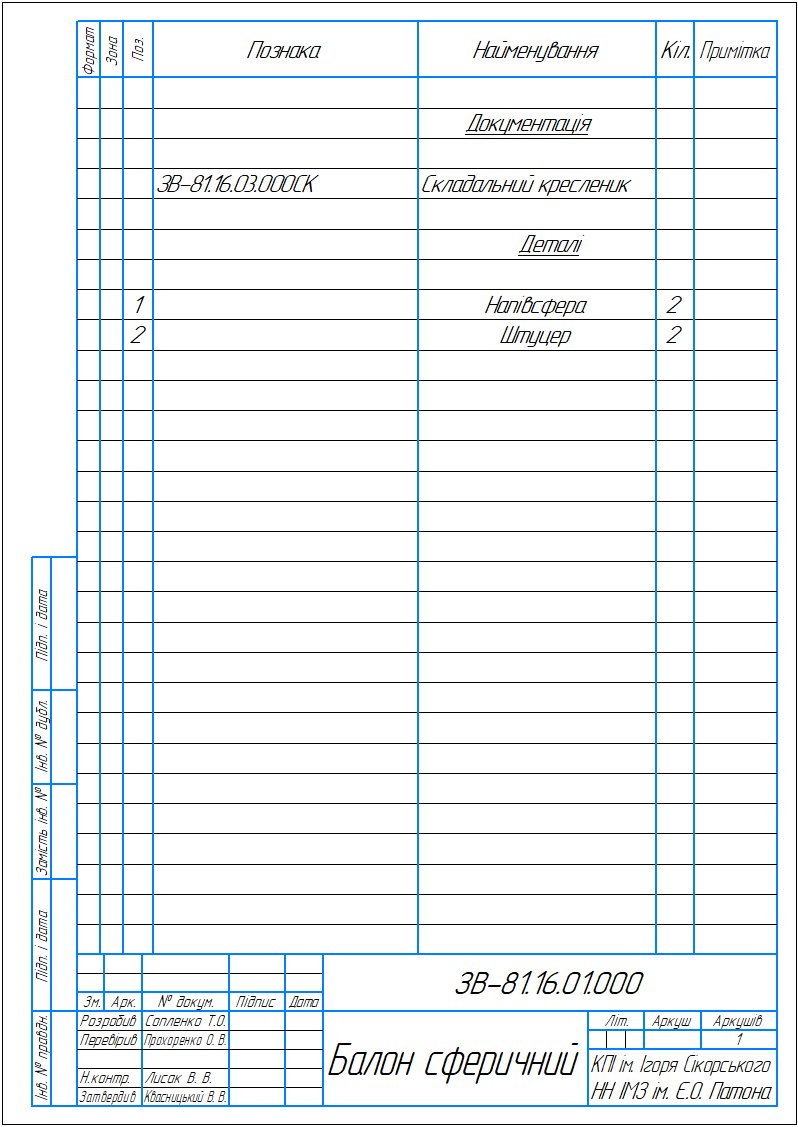 Формат Зона Поз. Познака Найменування Кіл. Примітка
Документація
ЗВ-81.16.03.000СК Складальний кресленик
Деталі
1 Напівсфера 2
2 Штуцер 2
Підп. і дата
Інв. № дубл.
Замість інв. №
Підп. і дата
Інв. № правдн.
ЗВ-81.16.01.000
Зм. Арк. № докум. Підпис Дата
Розробив Сопленко Т.О.
Перевірив Прохоренко О. В.
Н.контр. Лисак В. В.
Затвердив Квасницький В. В.
Балон сферичний
Літ. Аркуш Аркушів
1
КПІ ім. Ігоря Сікорського
НН ІМЗ ім. Є.О. Патона